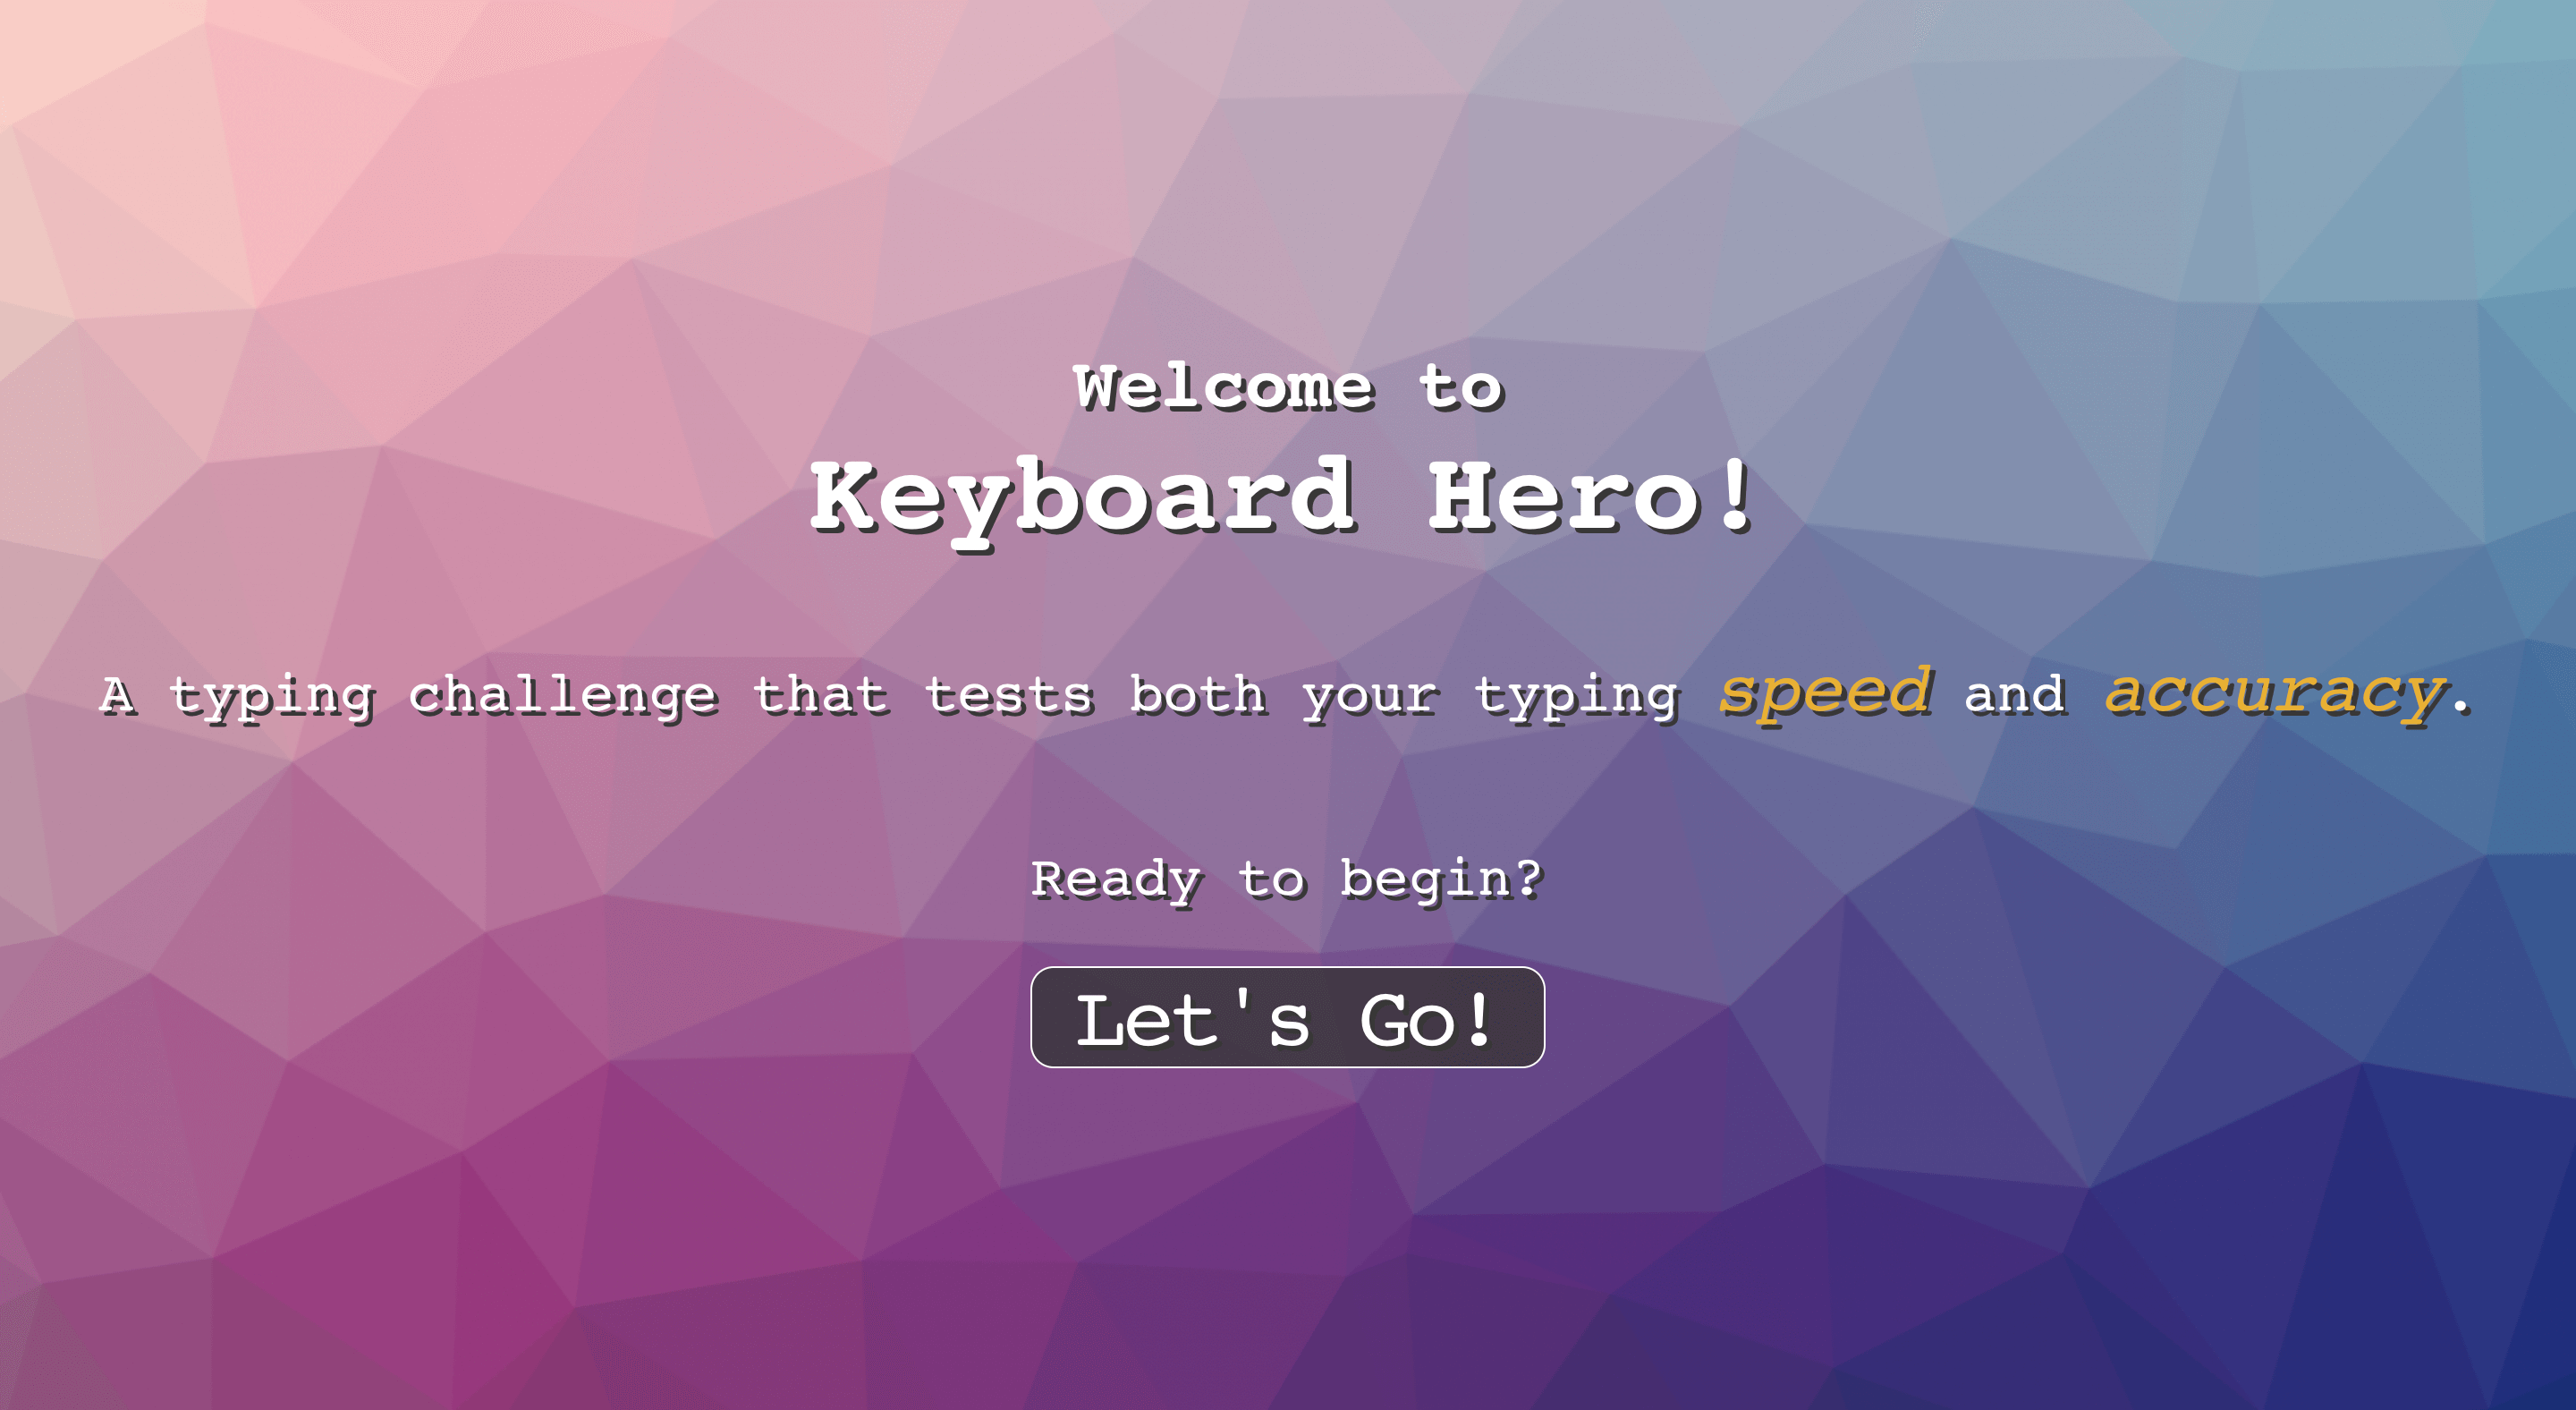 Welcome to
Keyboard Hero!
A typing challenge that tests both your typing speed and accuracy.
Ready to begin?
Let's Go!